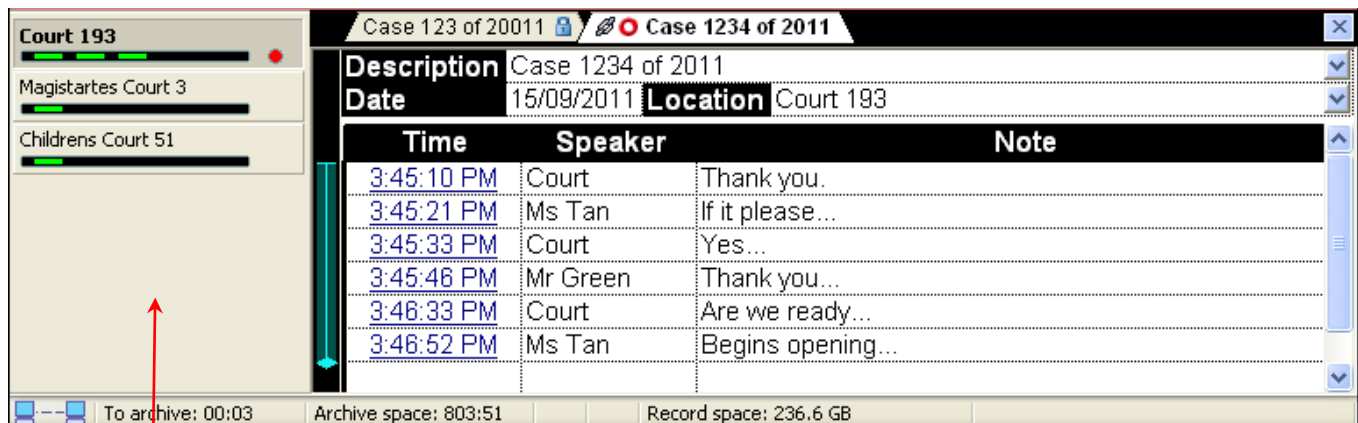 Court 193
Magistartes Court 3
Childrens Court 51
Case 123 of 20011 Case 1234 of 2011
Description Case 1234 of 2011
Date 15/09/2011 Location Court 193
Time Speaker Note
3:45:10 PM Court Thank you.
3:45:21 PM Ms Tan If it please...
3:45:33 PM Court Yes...
3:45:46 PM Mr Green Thank you...
3:46:33 PM Court Are we ready...
3:46:52 PM Ms Tan Begins opening...
To archive: 00:03 Archive space: 803:51 Record space: 236.6 GB